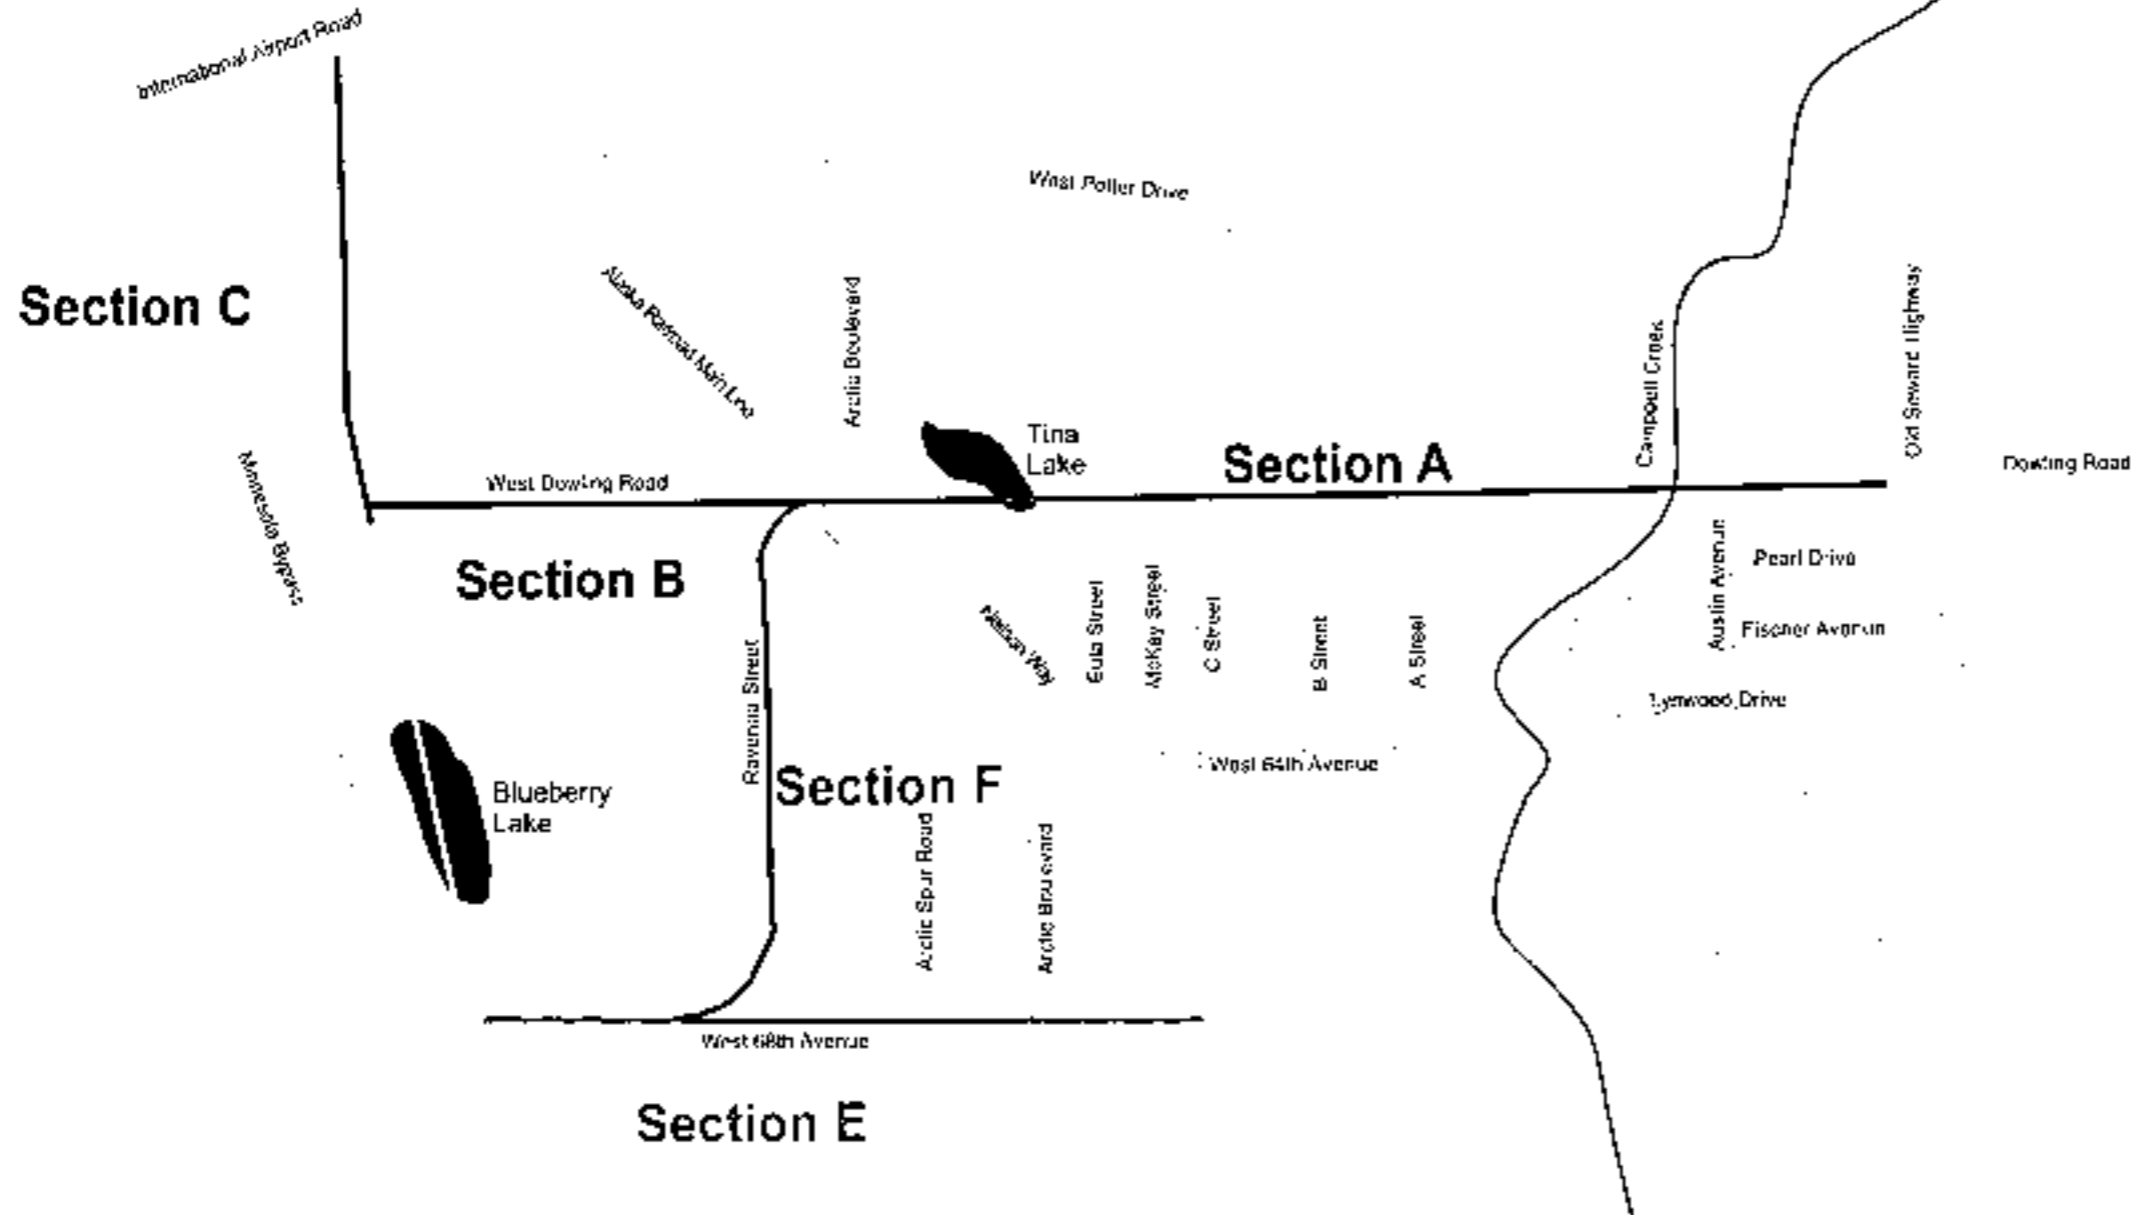 International Airport Road
West Potter Drive
Section C
Alaska Railroad Main Line
Arctic Boulevard
Campbell Creek
Old Seward Highway
Tina
Lake
Section A
Dowling Road
West Dowling Road
Minnesota Bypass
Section B
Austin Avenue
Pearl Drive
Nelson Way
Eula Street
McKay Street
C Street
B Street
A Street
Fischer Avenue
Ravenna Street
Lynwood Drive
West 64th Avenue
Section F
Blueberry
Lake
Arctic Spur Road
Arctic Boulevard
West 68th Avenue
Section E